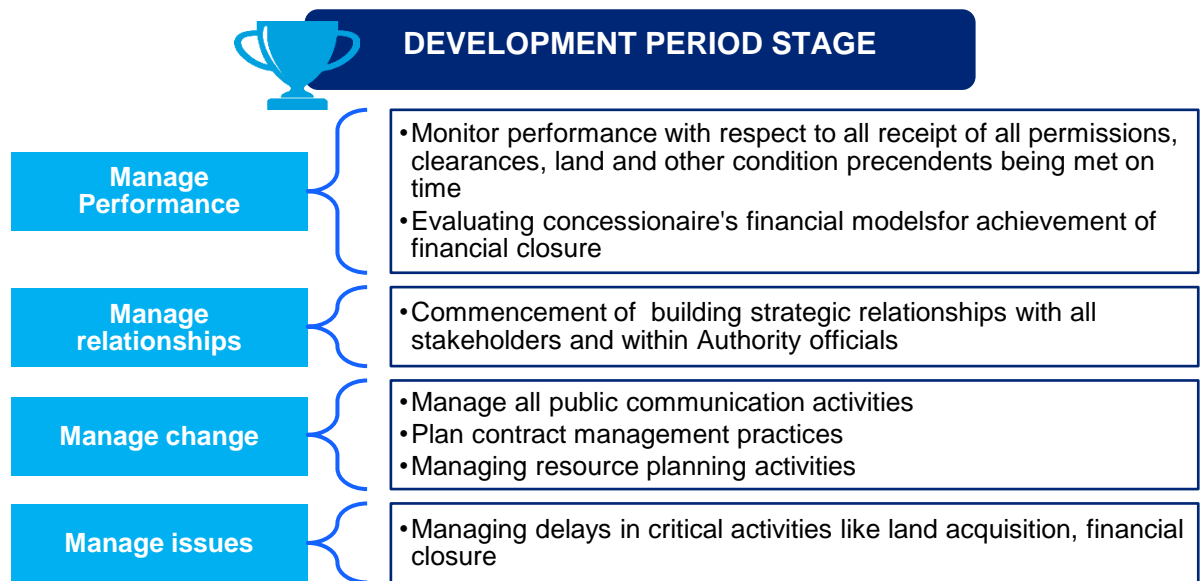 DEVELOPMENT PERIOD STAGE
Manage
Performance
•Monitor performance with respect to all receipt of all permissions,
clearances, land and other condition precendents being met on
time
•Evaluating concessionaire's financial modelsfor achievement of
financial closure
Manage
relationships
•Commencement of building strategic relationships with all
stakeholders and within Authority officials
Manage change
•Manage all public communication activities
•Plan contract management practices
•Managing resource planning activities
Manage issues
•Managing delays in critical activities like land acquisition, financial
closure